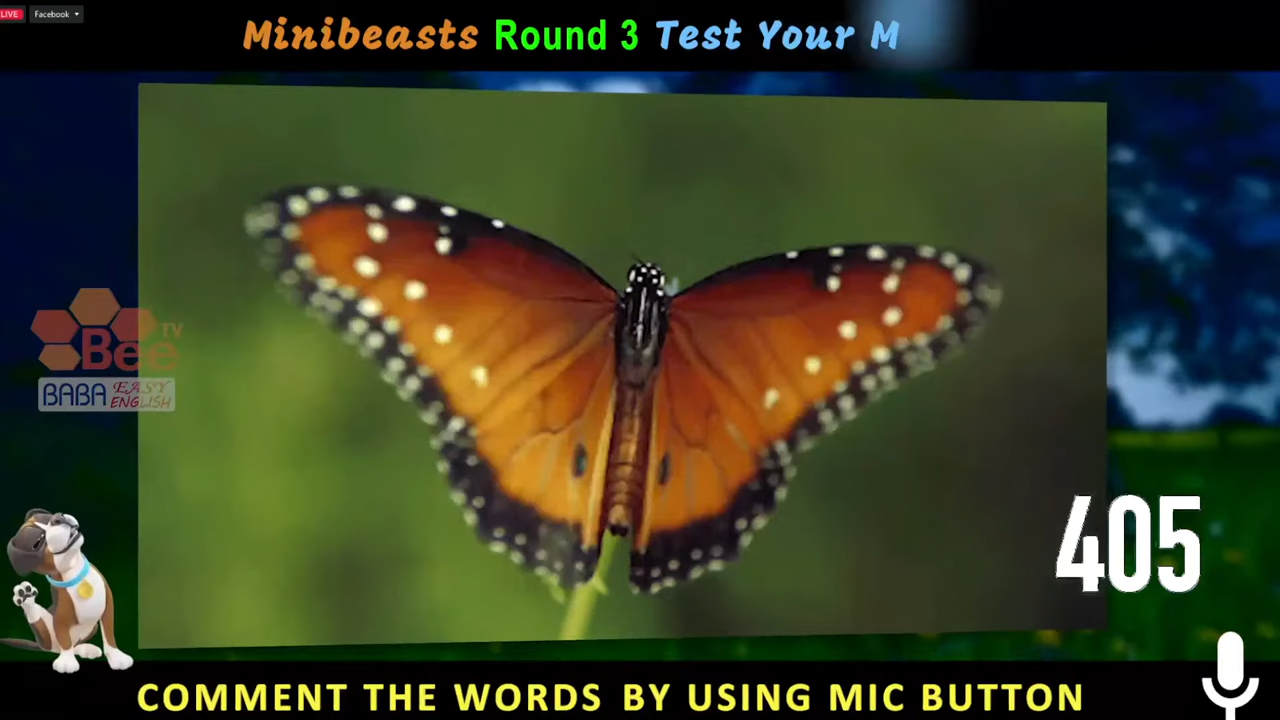 LIVE
Facebook
Minibeasts Round 3 Test Your M
Bee TV
BABA EASY ENGLISH
405
COMMENT THE WORDS BY USING MIC BUTTON